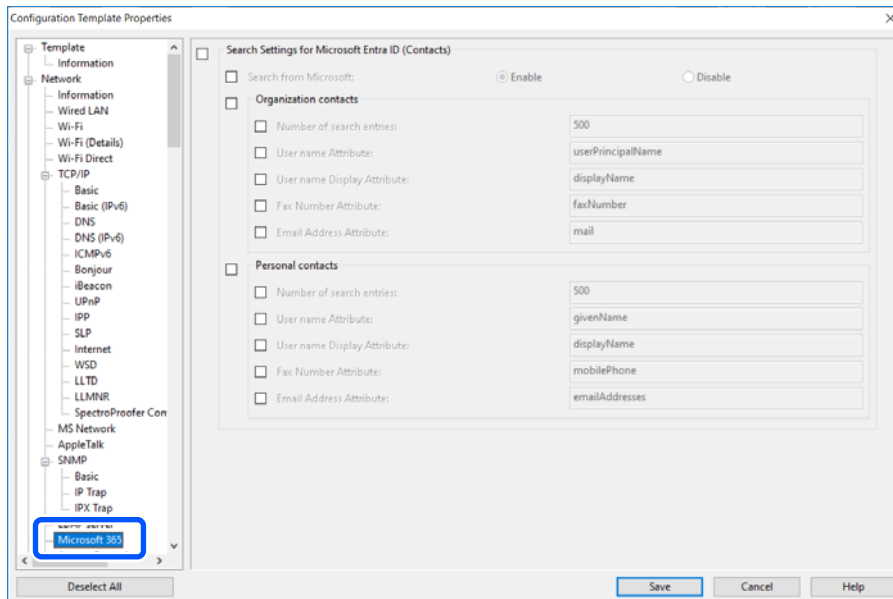 Configuration Template Properties
Template
Information
Network
Information
Wired LAN
Wi-Fi
Wi-Fi (Details)
Wi-Fi Direct
TCP/IP
Basic
Basic (IPv6)
DNS
DNS (IPv6)
ICMPv6
Bonjour
iBeacon
UPnP
IPP
SLP
Internet
WSD
LLTD
LLMNR
SpectroProofer Con
MS Network
AppleTalk
SNMP
Basic
IP Trap
IPX Trap
LDAP server
Microsoft 365
Search Settings for Microsoft Entra ID (Contacts)
Search from Microsoft: Enable Disable
Organization contacts
Number of search entries: 500
User name Attribute: userPrincipalName
User name Display Attribute: displayName
Fax Number Attribute: faxNumber
Email Address Attribute: mail
Personal contacts
Number of search entries: 500
User name Attribute: givenName
User name Display Attribute: displayName
Fax Number Attribute: mobilePhone
Email Address Attribute: emailAddresses
Deselect All Save Cancel Help